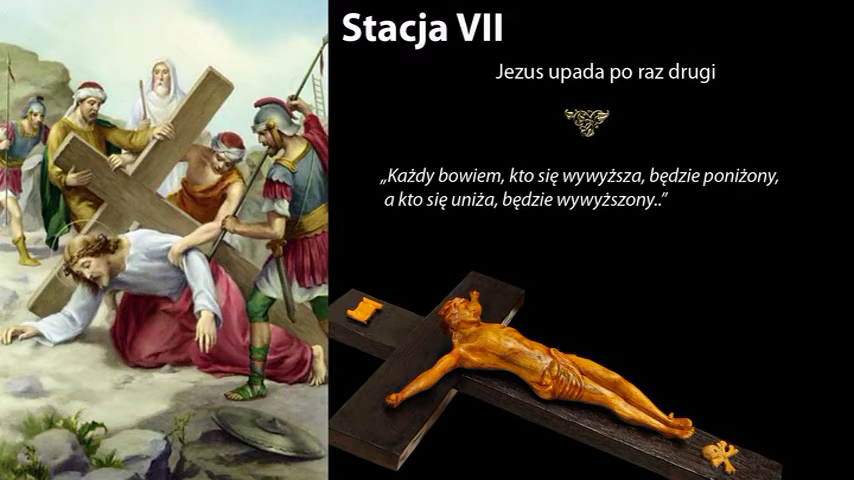 Stacja VII
Jezus upada po raz drugi
„Każdy bowiem, kto się wywyższa, będzie poniżony,
a kto się uniża, będzie wywyższony..”